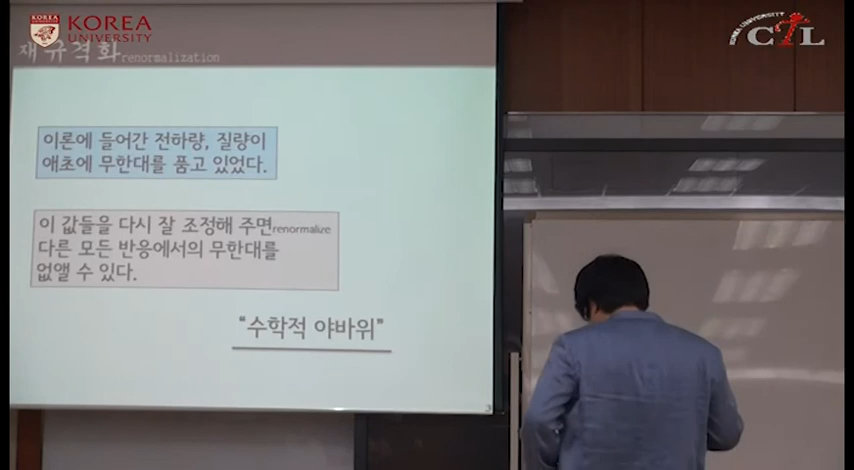 KOREA
UNIVERSITY
KOREA UNIVERSITY
CTL
재규격화renormalization
이론에 들어간 전하량, 질량이
애초에 무한대를 품고 있었다.
이 값들을 다시 잘 조정해 주면renormalize
다른 모든 반응에서의 무한대를
없앨 수 있다.
“수학적 야바위”